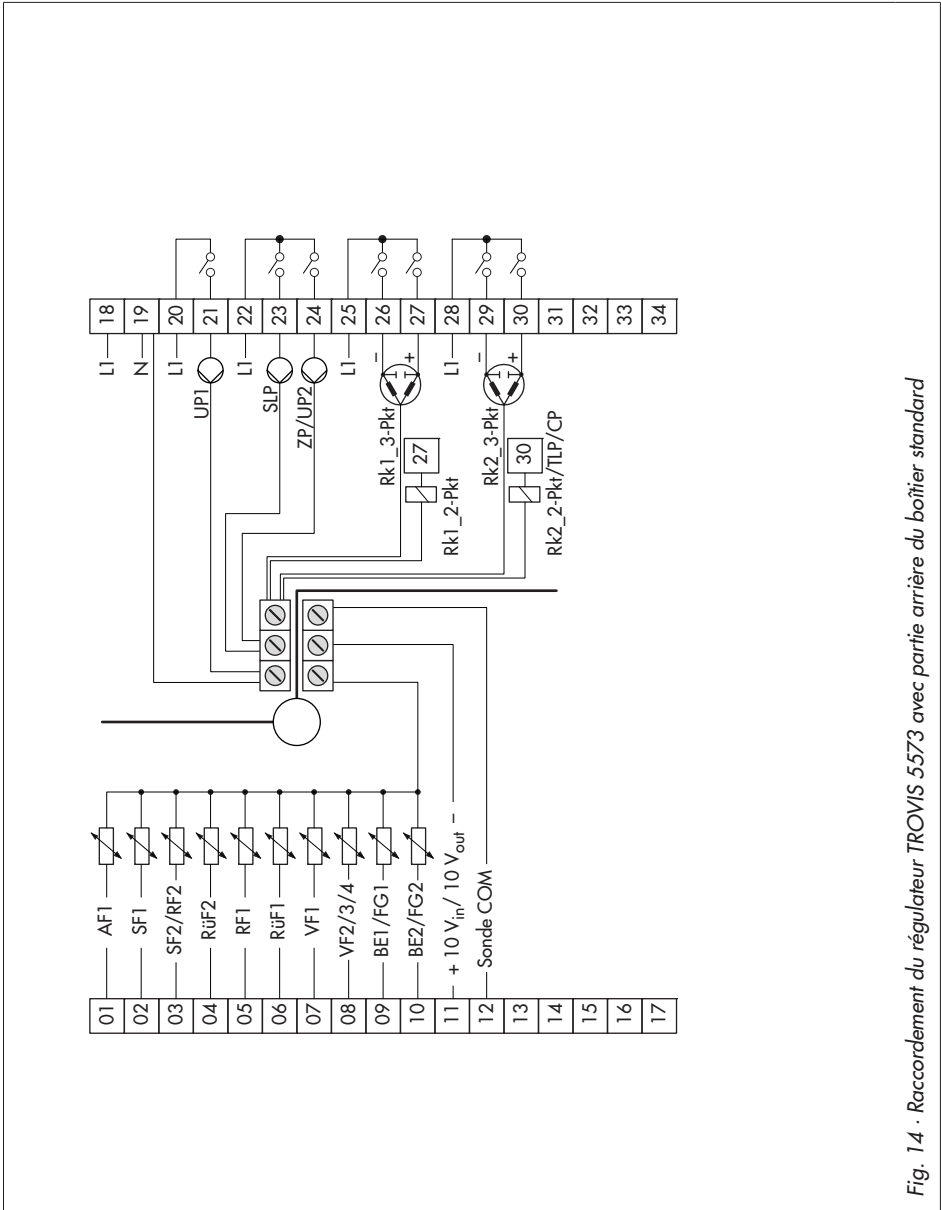 18
19
20
21
22
23
24
25
26
27
28
29
30
31
32
33
34
L1
N
L1
UP1
L1
SLP
ZP/UP2
L1
Rk1_3-Pkt
–
+
27
Rk1_2-Pkt
L1
Rk2_3-Pkt
–
+
30
Rk2_2-Pkt/TLP/CP
AF1
SF1
SF2/RF2
RüF2
RF1
RüF1
VF1
VF2/3/4
BE1/FG1
BE2/FG2
+ 10 Vin/ 10 Vout –
Sonde COM
01
02
03
04
05
06
07
08
09
10
11
12
13
14
15
16
17
Fig. 14 · Raccordement du régulateur TROVIS 5573 avec partie arrière du boîtier standard